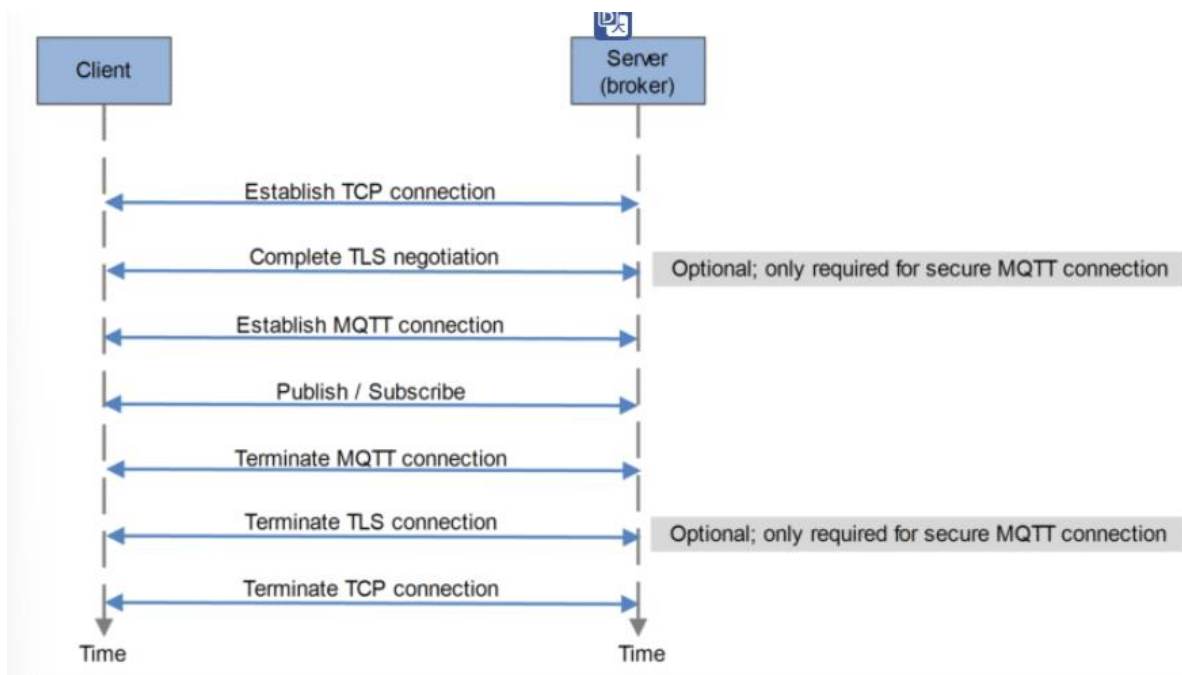 Client
Server
(broker)
Establish TCP connection
Complete TLS negotiation
Optional; only required for secure MQTT connection
Establish MQTT connection
Publish / Subscribe
Terminate MQTT connection
Terminate TLS connection
Optional; only required for secure MQTT connection
Terminate TCP connection
Time
Time